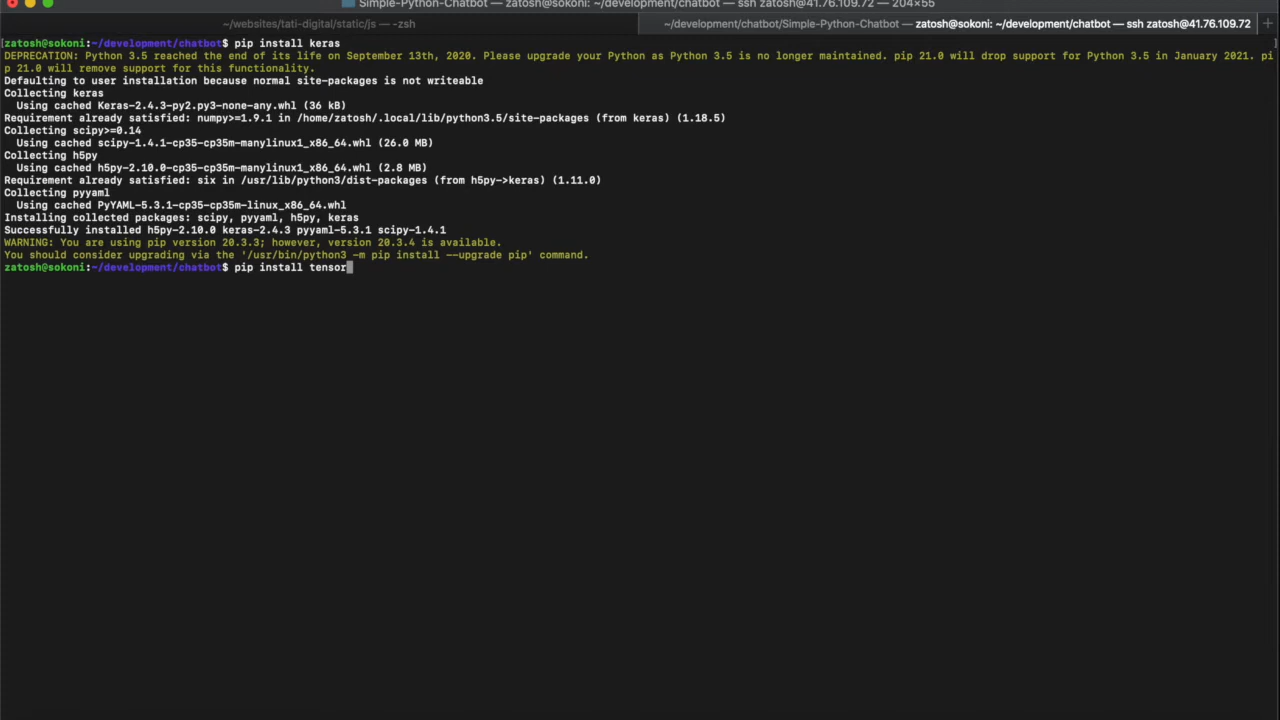 Simple-Python-Chatbot — zatosh@sokoni: ~/development/chatbot — ssh zatosh@41.76.109.72 — 204×55
~/websites/tati-digital/static/js — -zsh
~/development/chatbot/Simple-Python-Chatbot — zatosh@sokoni: ~/development/chatbot — ssh zatosh@41.76.109.72
zatosh@sokoni:~/development/chatbot$ pip install keras
DEPRECATION: Python 3.5 reached the end of its life on September 13th, 2020. Please upgrade your Python as Python 3.5 is no longer maintained. pip 21.0 will drop support for Python 3.5 in January 2021. pi
p 21.0 will remove support for this functionality.
Defaulting to user installation because normal site-packages is not writeable
Collecting keras
Using cached Keras-2.4.3-py2.py3-none-any.whl (36 kB)
Requirement already satisfied: numpy>=1.9.1 in /home/zatosh/.local/lib/python3.5/site-packages (from keras) (1.18.5)
Collecting scipy>=0.14
Using cached scipy-1.4.1-cp35-cp35m-manylinux1_x86_64.whl (26.0 MB)
Collecting h5py
Using cached h5py-2.10.0-cp35-cp35m-manylinux1_x86_64.whl (2.8 MB)
Requirement already satisfied: six in /usr/lib/python3/dist-packages (from h5py->keras) (1.11.0)
Collecting pyyaml
Using cached PyYAML-5.3.1-cp35-cp35m-linux_x86_64.whl
Installing collected packages: scipy, pyyaml, h5py, keras
Successfully installed h5py-2.10.0 keras-2.4.3 pyyaml-5.3.1 scipy-1.4.1
WARNING: You are using pip version 20.3.3; however, version 20.3.4 is available.
You should consider upgrading via the '/usr/bin/python3 -m pip install --upgrade pip' command.
zatosh@sokoni:~/development/chatbot$ pip install tensor